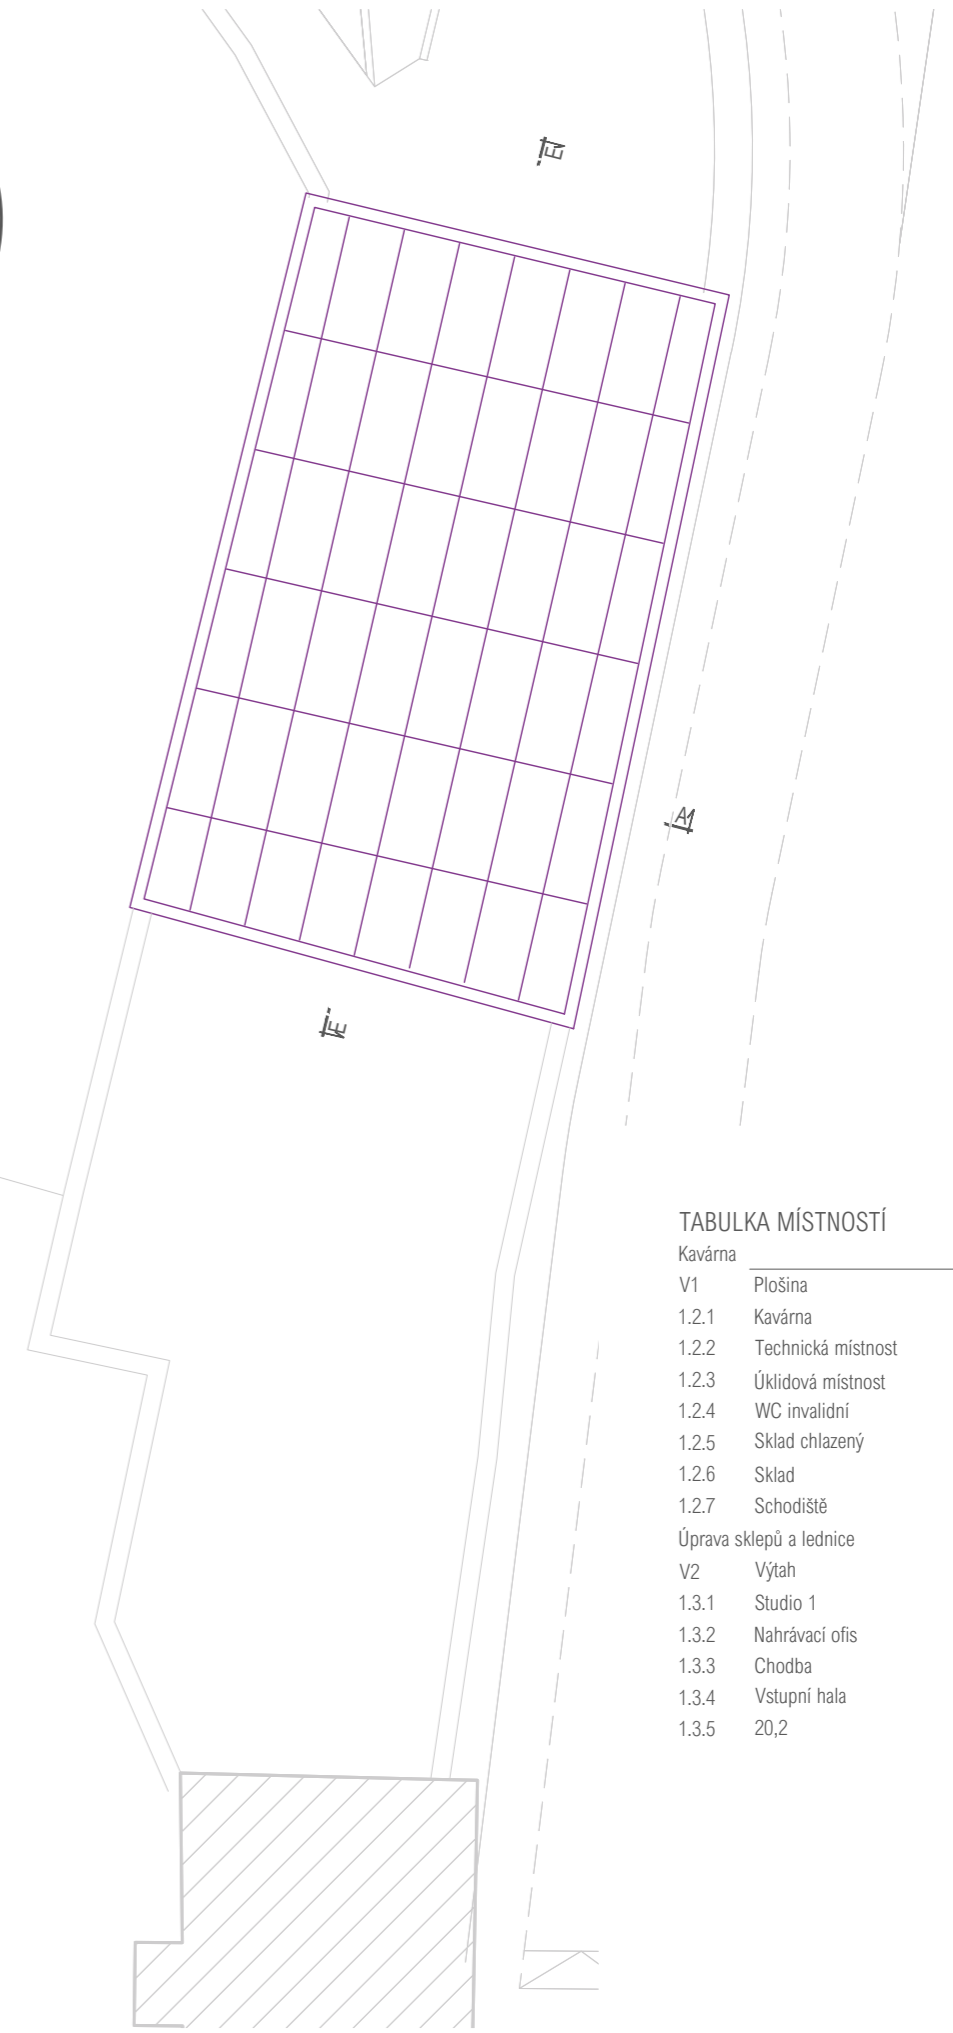 A1
TABULKA MÍSTNOSTÍ
Kavárna
V1 Plošina
1.2.1 Kavárna
1.2.2 Technická místnost
1.2.3 Úklidová místnost
1.2.4 WC invalidní
1.2.5 Sklad chlazený
1.2.6 Sklad
1.2.7 Schodiště
Úprava sklepů a lednice
V2 Výtah
1.3.1 Studio 1
1.3.2 Nahrávací ofis
1.3.3 Chodba
1.3.4 Vstupní hala
1.3.5 20,2